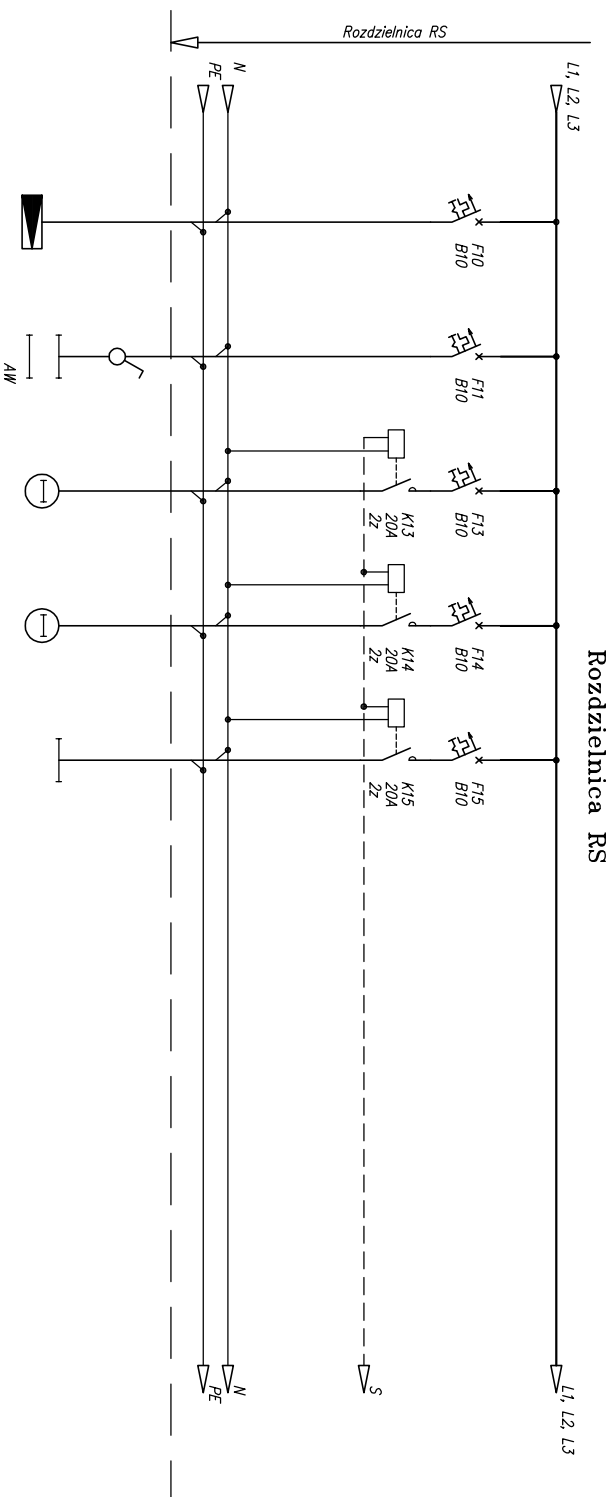 Rozdzielnica RS
Rozdzielnica RS
L1, L2, L3
N
PE
F10
B10
F11
B10
F13
B10
F14
B10
F15
B10
K13
20A
2z
K14
20A
2z
K15
20A
2z
AW
L1, L2, L3
S
N
PE